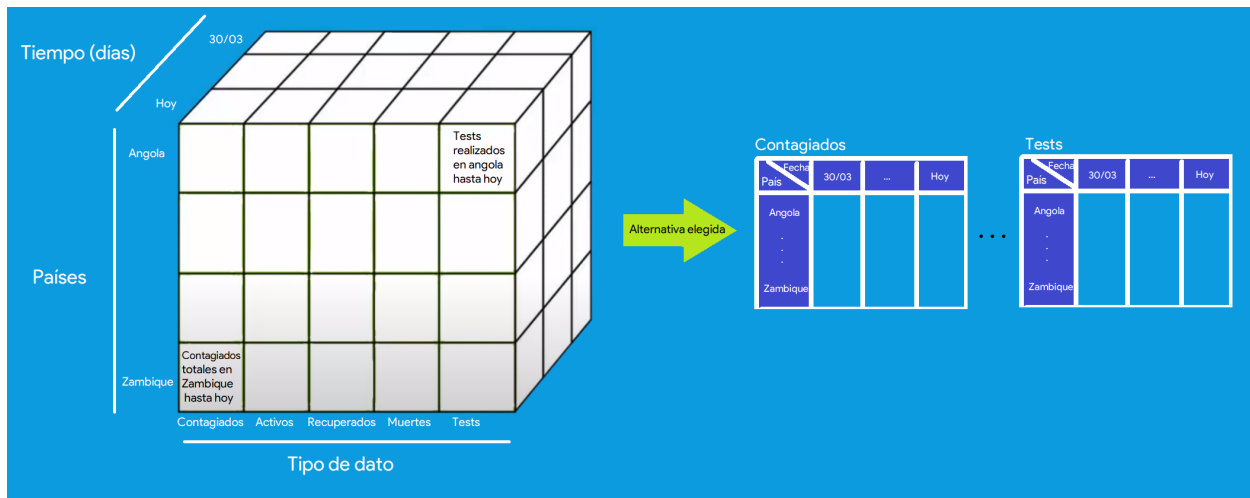 Tiempo (días)
30/03
Hoy
Países
Angola
Zambique
Tests
realizados
en angola
hasta hoy
Contagiados
totales en
Zambique
hasta hoy
Contagiados Activos Recuperados Muertes Tests
Tipo de dato
Alternativa elegida
Contagiados
Fecha
País
30/03 ... Hoy
Angola
.
.
.
Zambique
...
Tests
Fecha
País
30/03 ... Hoy
Angola
.
.
.
Zambique